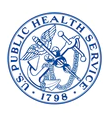 U.S. PUBLIC HEALTH SERVICE
1798